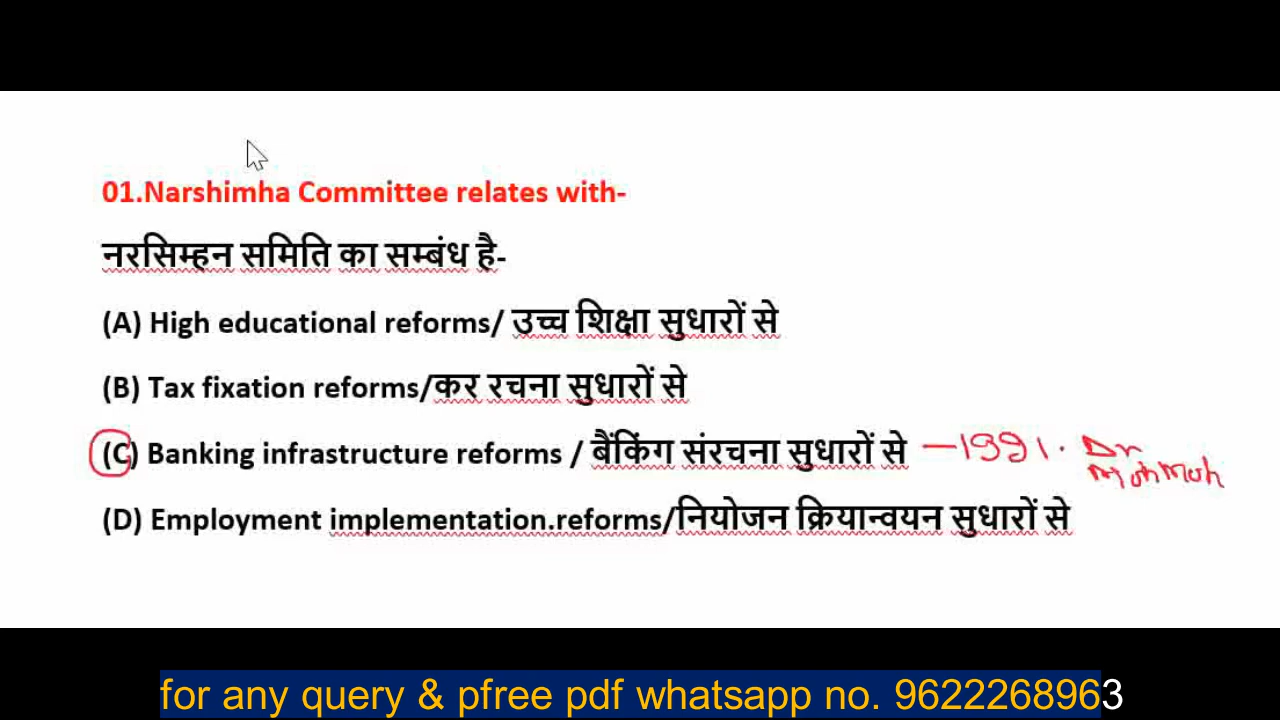 01.Narshimha Committee relates with-
नरसिम्हन समिति का सम्बंध है-
(A) High educational reforms/ उच्च शिक्षा सुधारों से
(B) Tax fixation reforms/कर रचना सुधारों से
(C) Banking infrastructure reforms / बैंकिंग संरचना सुधारों से —1991. Dr
(D) Employment implementation.reforms/नियोजन क्रियान्वयन सुधारों से
for any query & pfree pdf whatsapp no. 9622268963